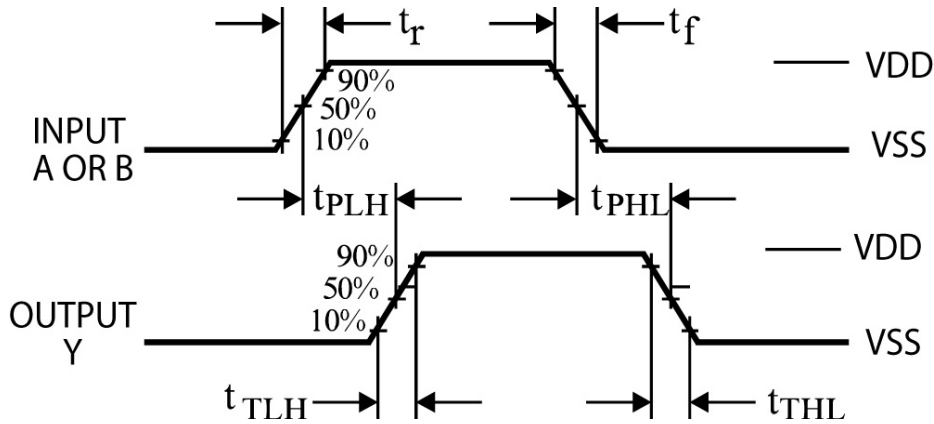 tr
tf
VDD
90%
50%
10%
INPUT
A OR B
VSS
tPLH
tPHL
VDD
90%
50%
10%
OUTPUT
Y
VSS
tTLH
tTHL